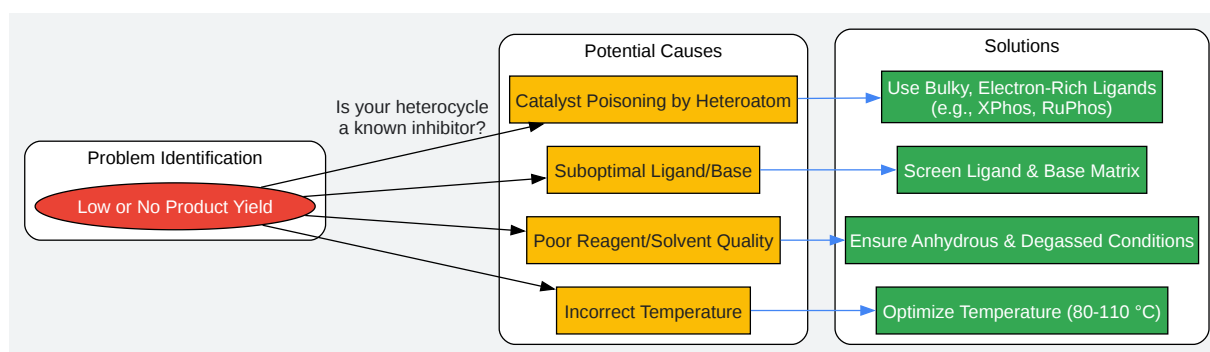 Problem Identification
Low or No Product Yield
Is your heterocycle
a known inhibitor?
Potential Causes
Catalyst Poisoning by Heteroatom
Suboptimal Ligand/Base
Poor Reagent/Solvent Quality
Incorrect Temperature
Solutions
Use Bulky, Electron-Rich Ligands
(e.g., XPhos, RuPhos)
Screen Ligand & Base Matrix
Ensure Anhydrous & Degassed Conditions
Optimize Temperature (80-110 °C)